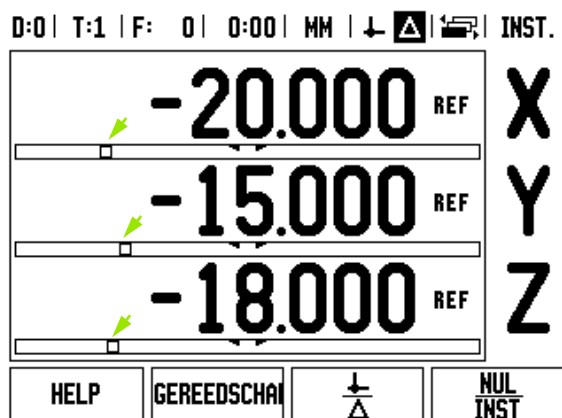 D:0 | T:1 | F: 0 | 0:00 | MM | Δ | INST.
-20.000 REF X
-15.000 REF Y
-18.000 REF Z
HELP GEREEDSCHA Δ NUL
INST